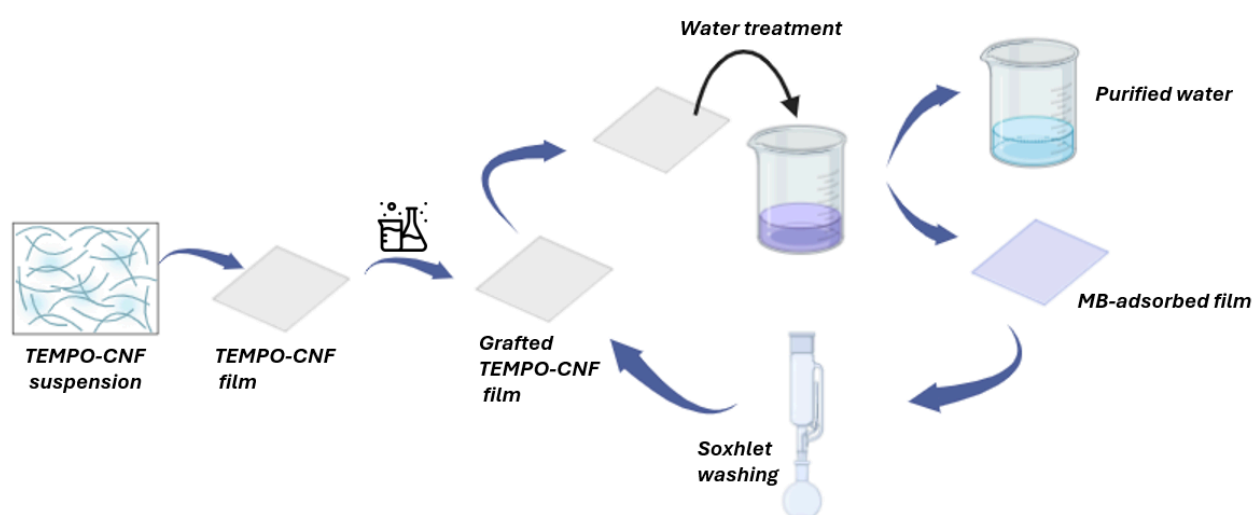 Water treatment
Purified water
MB-adsorbed film
TEMPO-CNF
suspension
TEMPO-CNF
film
Grafted
TEMPO-CNF
film
Soxhlet
washing